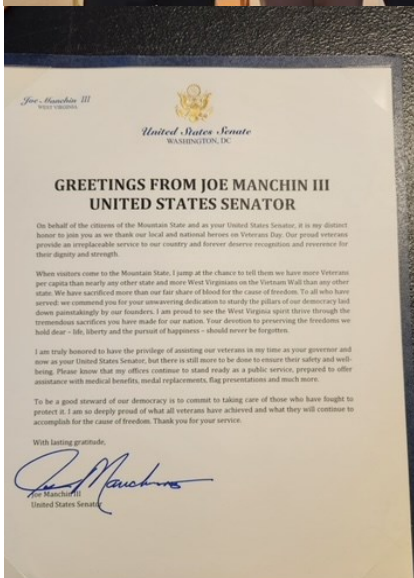 Joe Manchin III
WEST VIRGINIA
United States Senate
WASHINGTON, DC
GREETINGS FROM JOE MANCHIN III
UNITED STATES SENATOR
On behalf of the citizens of the Mountain State and as your United States Senator, it is my distinct
honor to join you as we thank our local and national heroes on Veterans Day. Our proud veterans
provide an irreplaceable service to our country and forever deserve recognition and reverence for
their dignity and strength.
When visitors come to the Mountain State, I jump at the chance to tell them we have more Veterans
per capita than nearly any other state and more West Virginians on the Vietnam Wall than any other
state. We have sacrificed more than our fair share of blood for the cause of freedom. To all who have
served: we commend you for your unwavering dedication to sturdy the pillars of our democracy laid
down painstakingly by our founders. I am proud to see the West Virginia spirit thrive through the
tremendous sacrifices you have made for our nation. Your devotion to preserving the freedoms we
hold dear – life, liberty and the pursuit of happiness – should never be forgotten.
I am truly honored to have the privilege of assisting our veterans in my time as your governor and
now as your United States Senator, but there is still more to be done to ensure their safety and well-
being. Please know that my offices continue to stand ready as a public service, prepared to offer
assistance with medical benefits, medal replacements, flag presentations and much more.
To be a good steward of our democracy is to commit to taking care of those who have fought to
protect it. I am so deeply proud of what all veterans have achieved and what they will continue to
accomplish for the cause of freedom. Thank you for your service.
With lasting gratitude,
Joe Manchin
Joe Manchin III
United States Senator